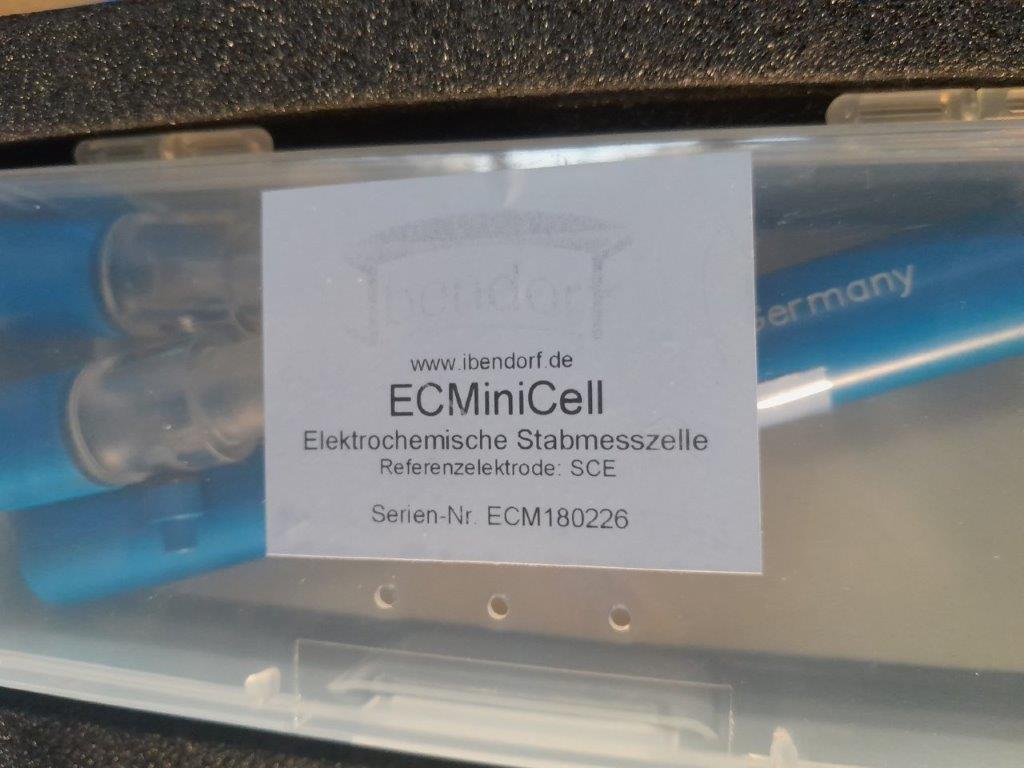 Ibendorf
www.ibendorf.de
ECMiniCell
Elektrochemische Stabmesszelle
Referenzelektrode: SCE
Serien-Nr. ECM180226
Germany